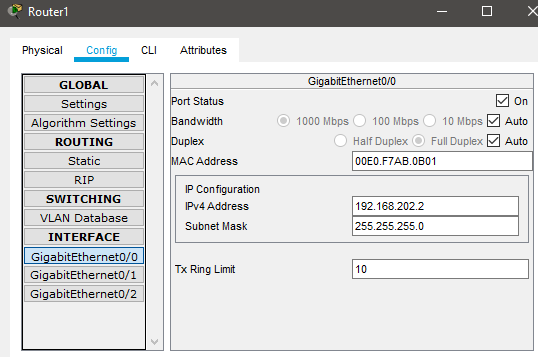 Router1
Physical Config CLI Attributes
GLOBAL
Settings
Algorithm Settings
ROUTING
Static
RIP
SWITCHING
VLAN Database
INTERFACE
GigabitEthernet0/0
GigabitEthernet0/1
GigabitEthernet0/2
GigabitEthernet0/0
Port Status On
Bandwidth 1000 Mbps 100 Mbps 10 Mbps Auto
Duplex Half Duplex Full Duplex Auto
MAC Address 00E0.F7AB.0B01
IP Configuration
IPv4 Address 192.168.202.2
Subnet Mask 255.255.255.0
Tx Ring Limit 10